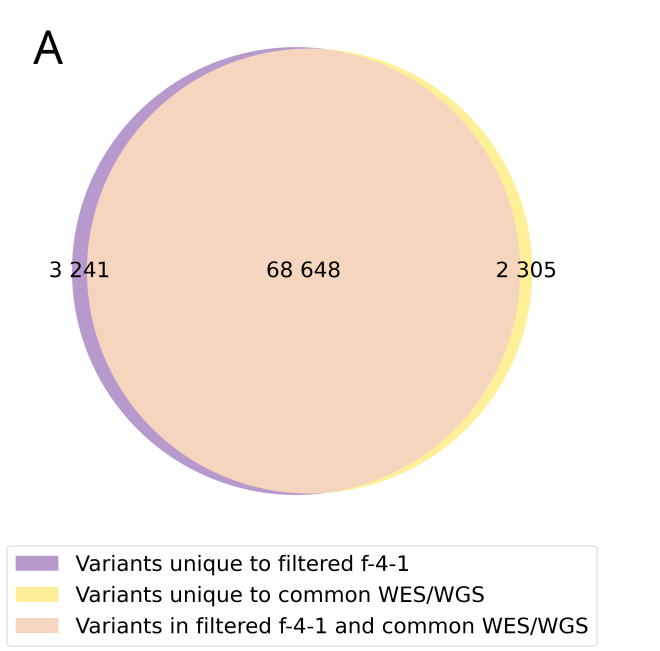 A
3 241
68 648
2 305
Variants unique to filtered f-4-1
Variants unique to common WES/WGS
Variants in filtered f-4-1 and common WES/WGS